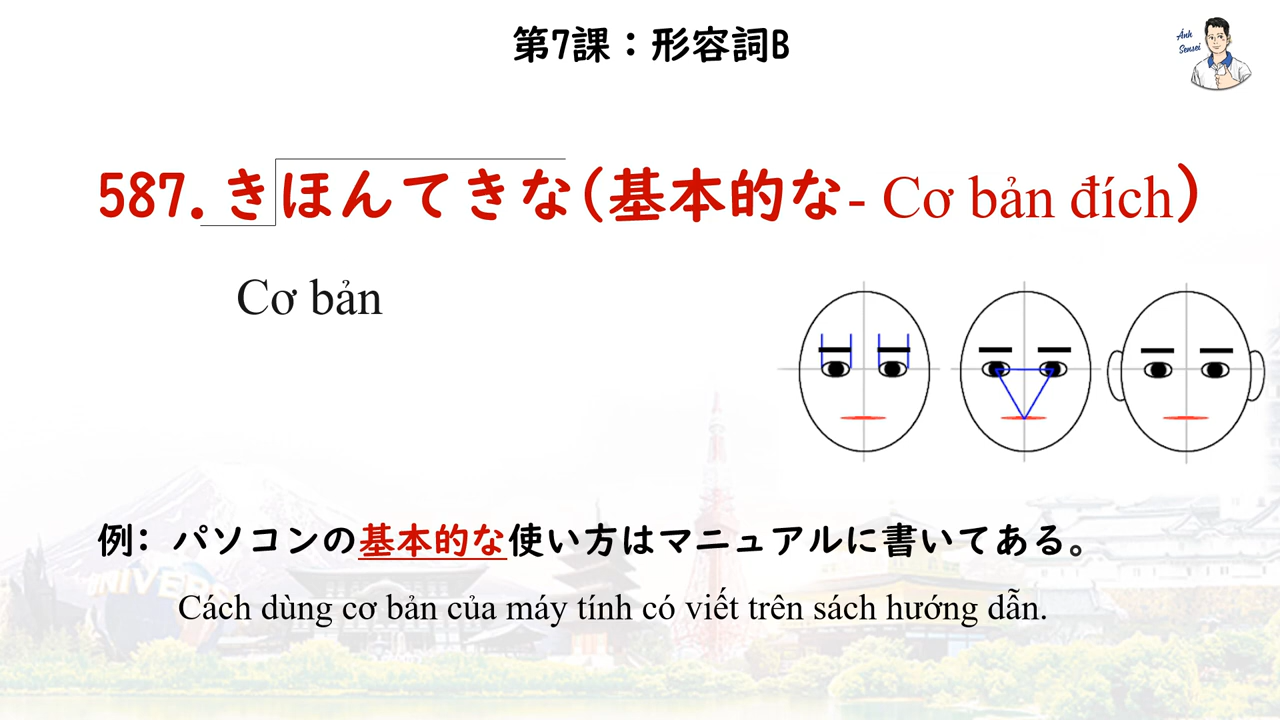 第7課：形容詞B
Ánh
Sensei
587. きほんてきな(基本的な- Cơ bản đích)
Cơ bản
例: パソコンの基本的な使い方はマニュアルに書いてある。
UNIVER
Cách dùng cơ bản của máy tính có viết trên sách hướng dẫn.